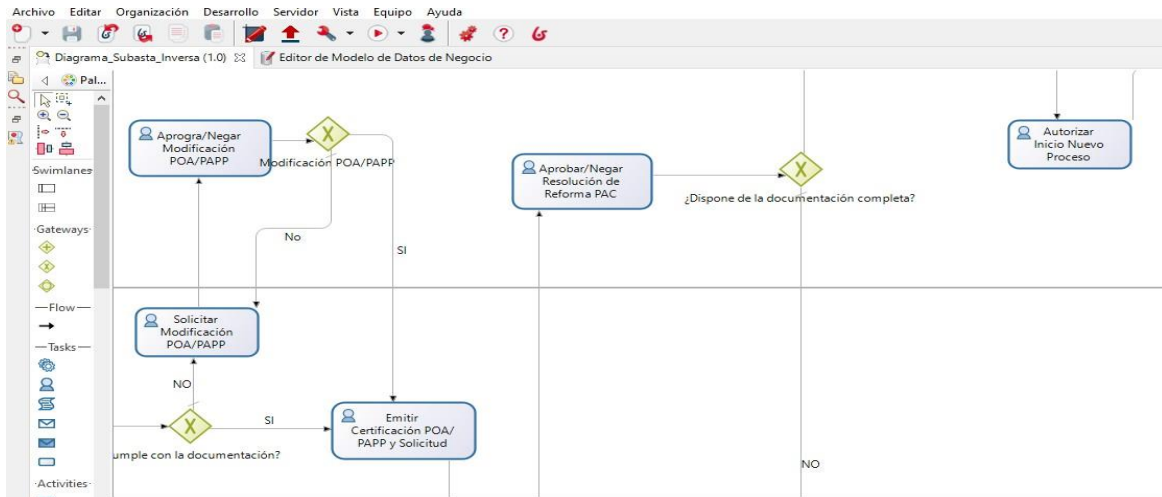 Archivo Editar Organización Desarrollo Servidor Vista Equipo Ayuda
Diagrama_Subasta_Inversa (1.0)
Editor de Modelo de Datos de Negocio
Pal...
Swimlanes
Gateways
Flow
Tasks
Activities
Aprogra/Negar
Modificación
POA/PAPP
Modificación POA/PAPP
No
SI
Aprobar/Negar
Resolución de
Reforma PAC
¿Dispone de la documentación completa?
Autorizar
Inicio Nuevo
Proceso
Solicitar
Modificación
POA/PAPP
NO
SI
umple con la documentación?
Emitir
Certificación POA/
PAPP y Solicitud
NO